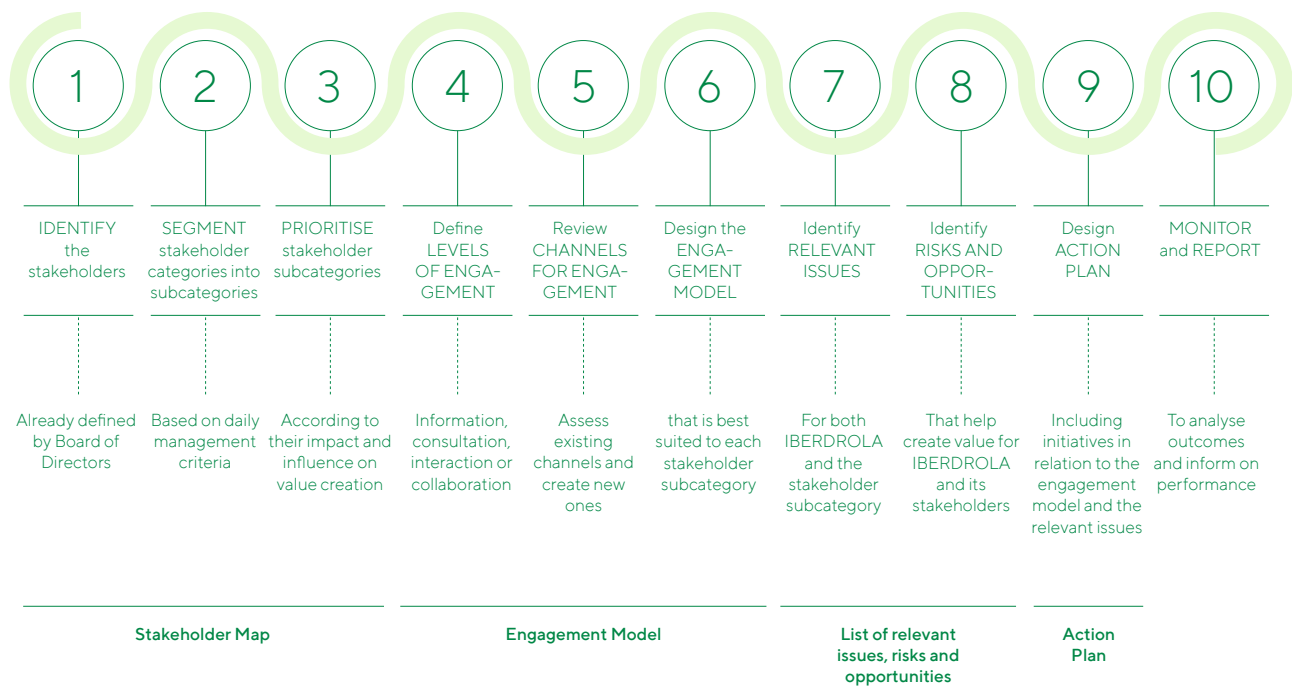 1
2
3
4
5
6
7
8
9
10
IDENTIFY
the
stakeholders
SEGMENT
stakeholder
categories into
subcategories
PRIORITISE
stakeholder
subcategories
Define
LEVELS
OF ENGA-
GEMENT
Review
CHANNELS
FOR ENGA-
GEMENT
Design the
ENGA-
GEMENT
MODEL
Identify
RELEVANT
ISSUES
Identify
RISKS AND
OPPOR-
TUNITIES
Design
ACTION
PLAN
MONITOR
and REPORT
Already defined
by Board of
Directors
Based on daily
management
criteria
According to
their impact and
influence on
value creation
Information,
consultation,
interaction or
collaboration
Assess
existing
channels and
create new
ones
that is best
suited to each
stakeholder
subcategory
For both
IBERDROLA
and the
stakeholder
subcategory
That help
create value for
IBERDROLA
and its
stakeholders
Including
initiatives in
relation to the
engagement
model and the
relevant issues
To analyse
outcomes
and inform on
performance
Stakeholder Map
Engagement Model
List of relevant
issues, risks and
opportunities
Action
Plan